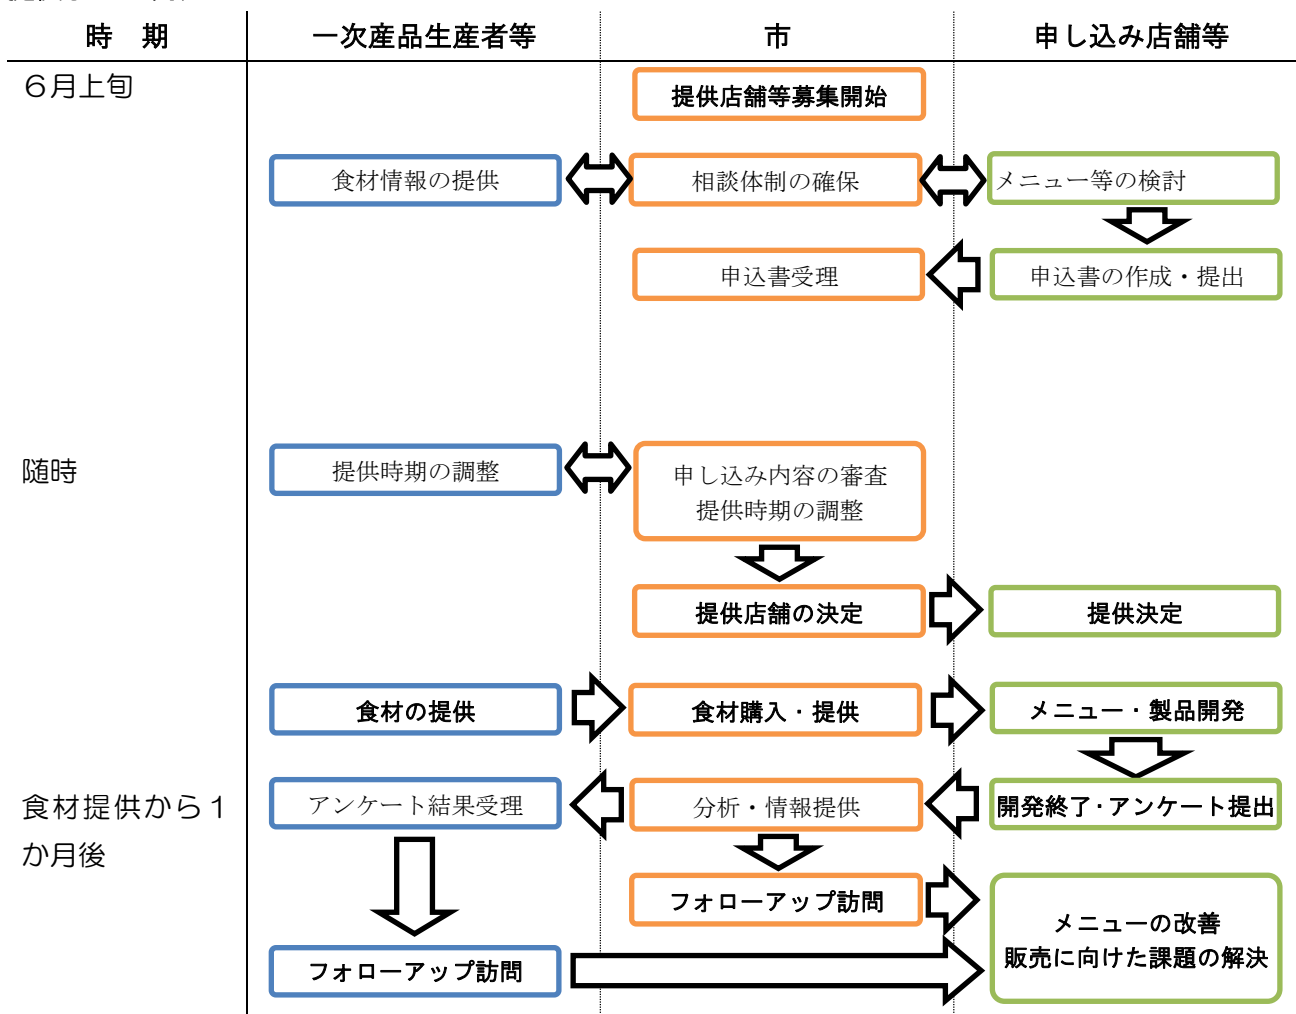 時　期
一次産品生産者等
市
申し込み店舗等
６月上旬
提供店舗等募集開始
食材情報の提供
相談体制の確保
メニュー等の検討
申込書受理
申込書の作成・提出
随時
提供時期の調整
申し込み内容の審査
提供時期の調整
提供店舗の決定
提供決定
食材の提供
食材購入・提供
メニュー・製品開発
食材提供から１
か月後
アンケート結果受理
分析・情報提供
開発終了・アンケート提出
フォローアップ訪問
メニューの改善
販売に向けた課題の解決
フォローアップ訪問